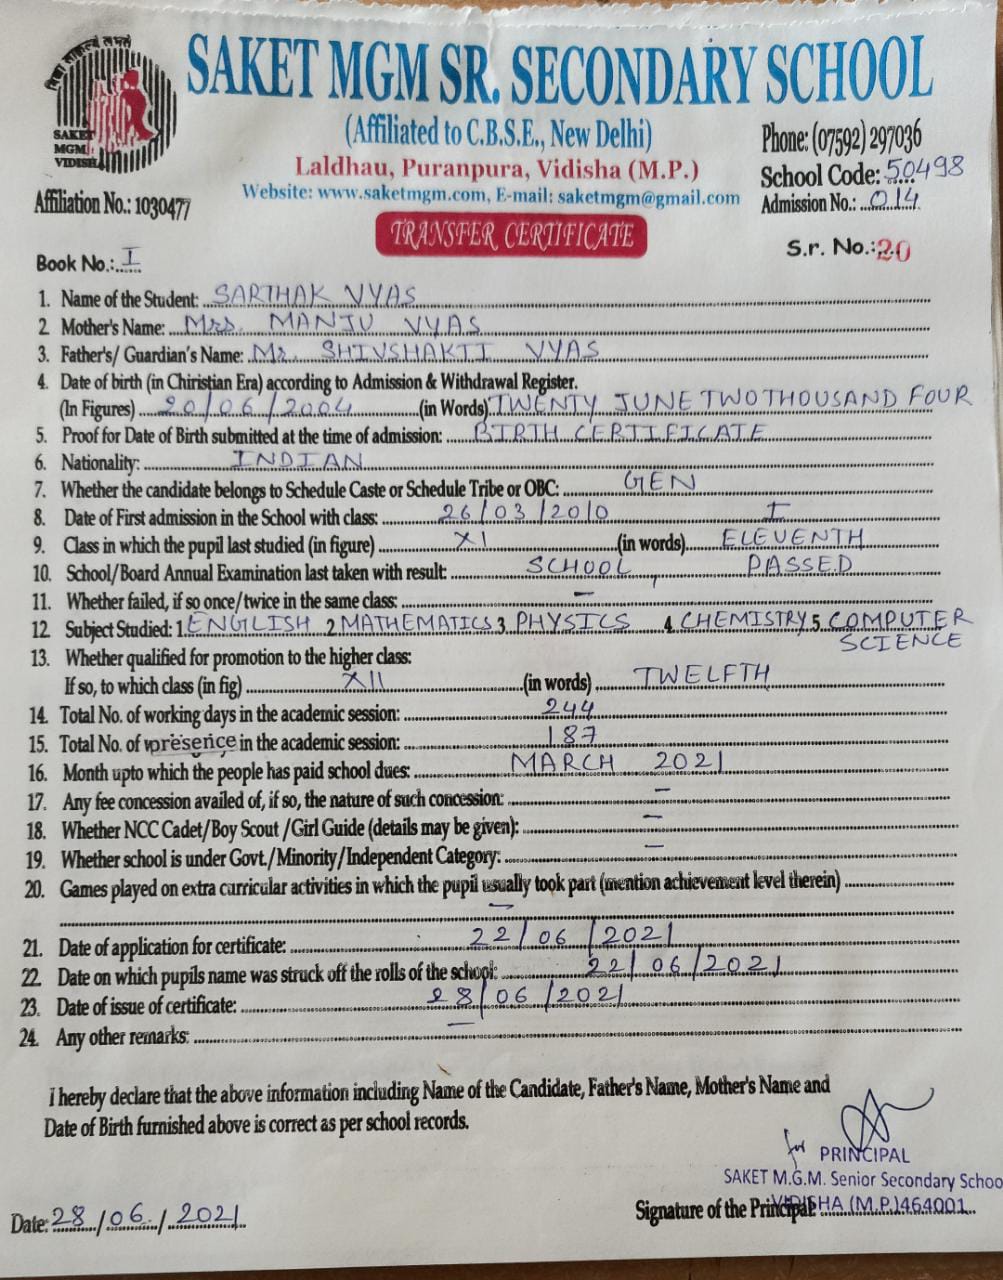 SAKET MGM SR. SECONDARY SCHOOL
SAKET
MGM
VIDISHA
(Affiliated to C.B.S.E., New Delhi)
Phone: (07592) 297036
Laldhau, Puranpura, Vidisha (M.P.)
School Code: 50498
Website: www.saketmgm.com, E-mail: saketmgm@gmail.com
Affiliation No.: 1030477
Admission No.: 014
TRANSFER CERTIFICATE
S.r. No.:20
Book No.: I
1. Name of the Student: SARTHAK VYAS
2. Mother's Name: Mrs. MANJU VYAS
3. Father's/ Guardian's Name: Mr. SHIVSHAKTI VYAS
4. Date of birth (in Chiristian Era) according to Admission & Withdrawal Register.
(In Figures) 20/06/2004 (in Words) TWENTY JUNE TWO THOUSAND FOUR
5. Proof for Date of Birth submitted at the time of admission: BIRTH CERTIFICATE
6. Nationality: INDIAN
7. Whether the candidate belongs to Schedule Caste or Schedule Tribe or OBC: GEN
8. Date of First admission in the School with class: 26/03/2010 I
9. Class in which the pupil last studied (in figure) XI (in words) ELEVENTH
10. School/Board Annual Examination last taken with result: SCHOOL, PASSED
11. Whether failed, if so once/twice in the same class: –
12. Subject Studied: 1. ENGLISH 2 MATHEMATICS 3. PHYSICS 4. CHEMISTRY 5. COMPUTER
SCIENCE
13. Whether qualified for promotion to the higher class:
If so, to which class (in fig) XII (in words) TWELFTH
14. Total No. of working days in the academic session: 244
15. Total No. of presence in the academic session: 187
16. Month upto which the people has paid school dues: MARCH 2021
17. Any fee concession availed of, if so, the nature of such concession: –
18. Whether NCC Cadet/Boy Scout /Girl Guide (details may be given): –
19. Whether school is under Govt./Minority/Independent Category: –
20. Games played on extra curricular activities in which the pupil usually took part (mention achievement level therein)
–
21. Date of application for certificate: 22/06/2021
22. Date on which pupils name was struck off the rolls of the school: 22/06/2021
23. Date of issue of certificate: 28/06/2021
24. Any other remarks: –
I hereby declare that the above information including Name of the Candidate, Father's Name, Mother's Name and
Date of Birth furnished above is correct as per school records.
for PRINCIPAL
SAKET M.G.M. Senior Secondary Schoo
VIDISHA (M.P.)464001
Signature of the Principal
Date: 28/06/2021